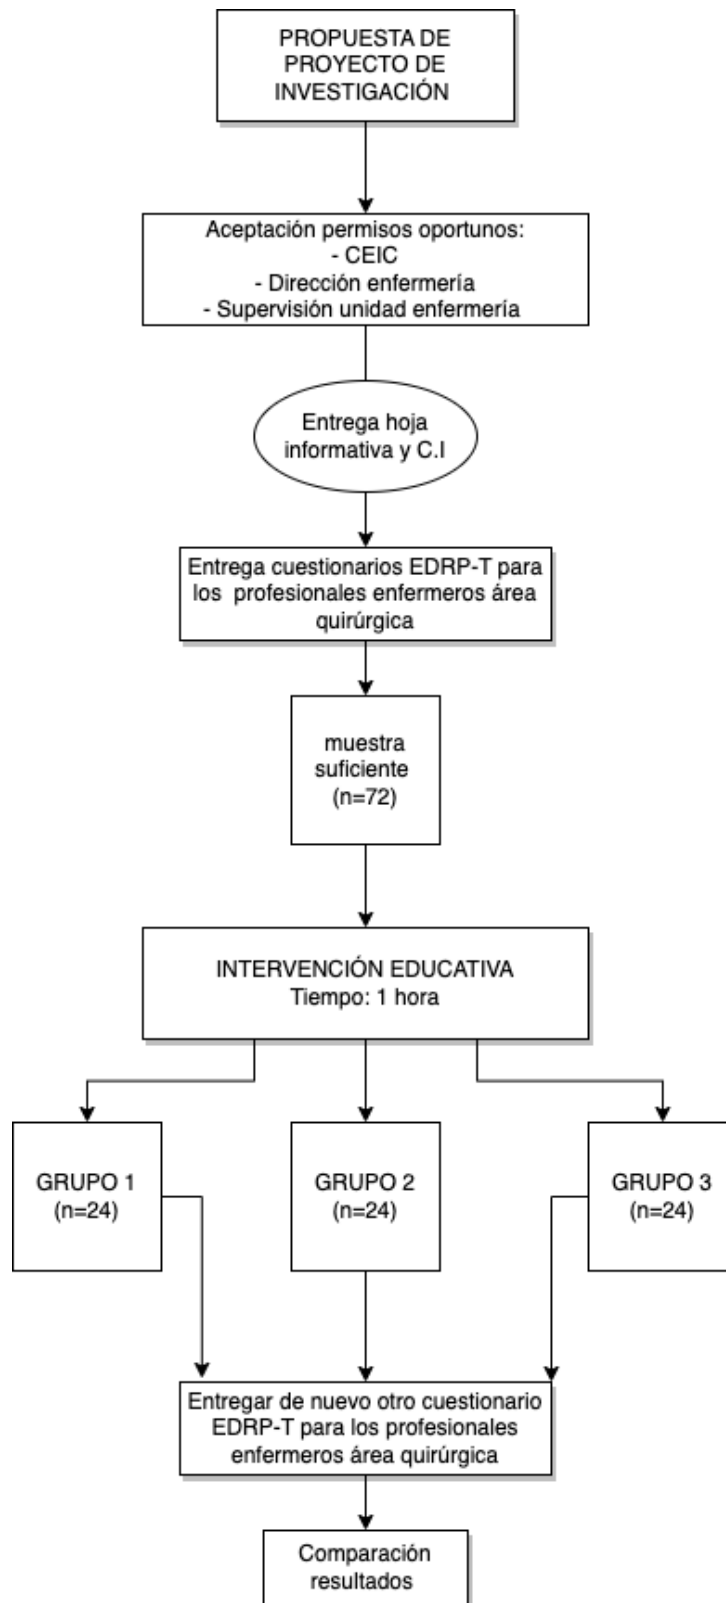 PROPUESTA DE
PROYECTO DE
INVESTIGACIÓN
Aceptación permisos oportunos:
- CEIC
- Dirección enfermería
- Supervisión unidad enfermería
Entrega hoja
informativa y C.I
Entrega cuestionarios EDRP-T para
los profesionales enfermeros área
quirúrgica
muestra
suficiente
(n=72)
INTERVENCIÓN EDUCATIVA
Tiempo: 1 hora
GRUPO 1
(n=24)
GRUPO 2
(n=24)
GRUPO 3
(n=24)
Entregar de nuevo otro cuestionario
EDRP-T para los profesionales
enfermeros área quirúrgica
Comparación
resultados